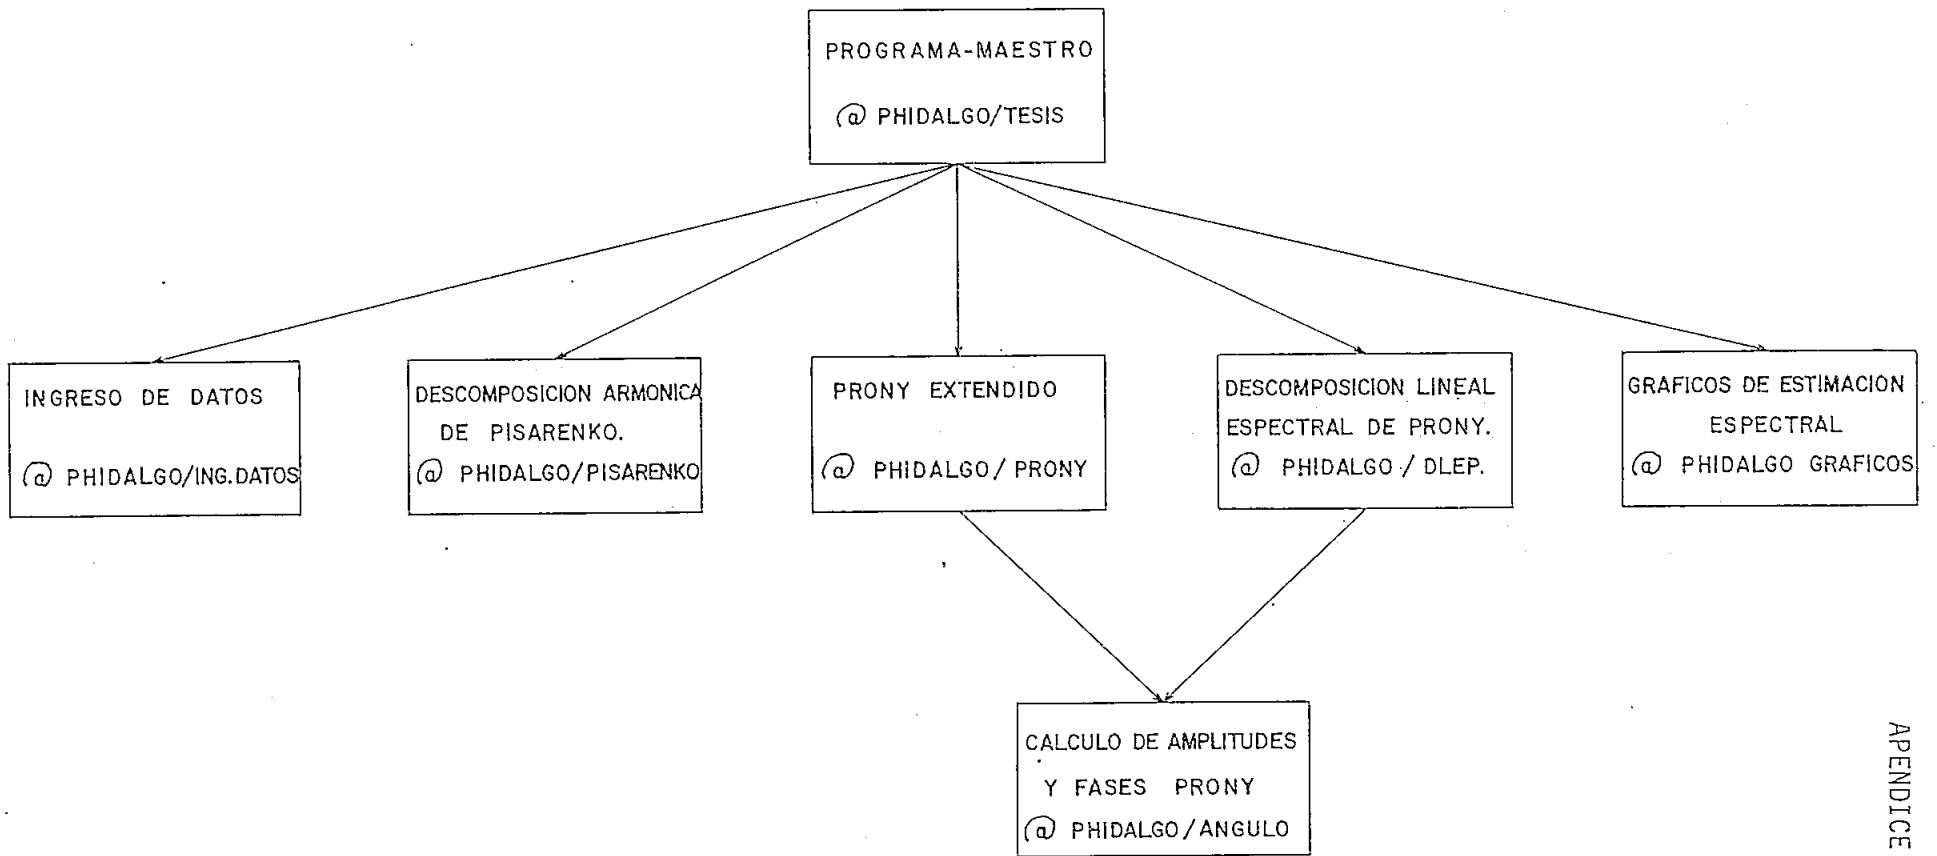 PROGRAMA-MAESTRO
@ PHIDALGO/TESIS
INGRESO DE DATOS
@ PHIDALGO/ING.DATOS
DESCOMPOSICION ARMONICA
DE PISARENKO.
@ PHIDALGO/PISARENKO
PRONY EXTENDIDO
@ PHIDALGO/PRONY
DESCOMPOSICION LINEAL
ESPECTRAL DE PRONY.
@ PHIDALGO/DLEP.
GRAFICOS DE ESTIMACION
ESPECTRAL
@ PHIDALGO GRAFICOS
CALCULO DE AMPLITUDES
Y FASES PRONY
@ PHIDALGO/ANGULO
APENDICE